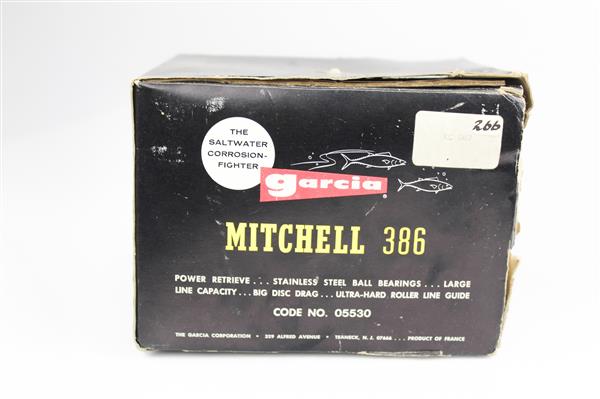 THE
SALTWATER
CORROSION-
FIGHTER
266
garcia
MITCHELL 386
POWER RETRIEVE... STAINLESS STEEL BALL BEARINGS... LARGE
LINE CAPACITY... BIG DISC DRAG... ULTRA-HARD ROLLER LINE GUIDE
CODE NO. 05530
THE GARCIA CORPORATION • 329 ALFRED AVENUE • TEANECK, N. J. 07666 ... PRODUCT OF FRANCE